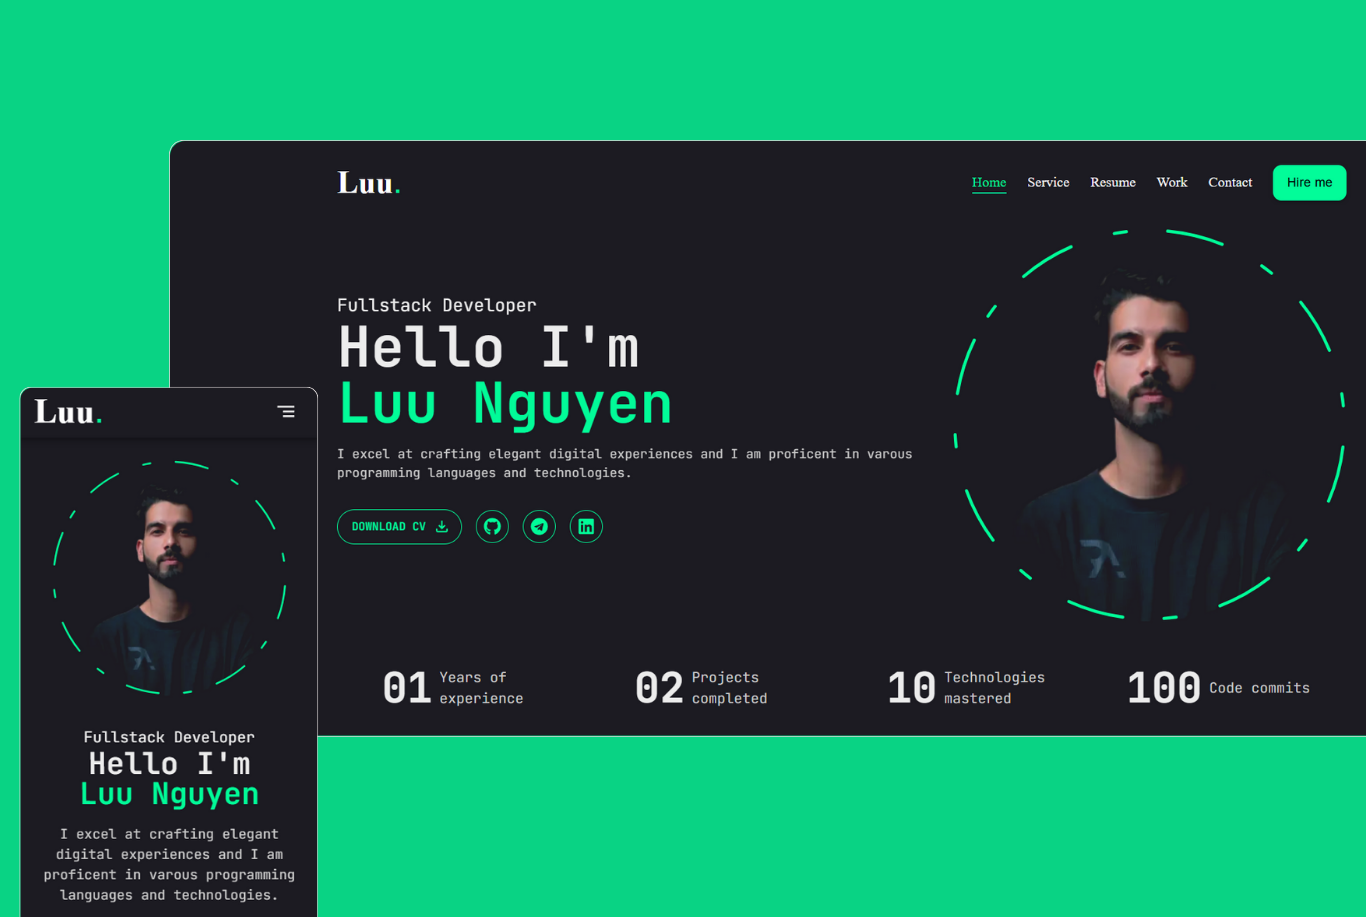 Luu.
Home Service Resume Work Contact Hire me
Fullstack Developer
Hello I'm
Luu Nguyen
I excel at crafting elegant digital experiences and I am proficient in varous
programming languages and technologies.
DOWNLOAD CV
in
01 Years of
experience
02 Projects
completed
10 Technologies
mastered
100 Code commits
Luu.
Fullstack Developer
Hello I'm
Luu Nguyen
I excel at crafting elegant
digital experiences and I am
proficient in varous programming
languages and technologies.